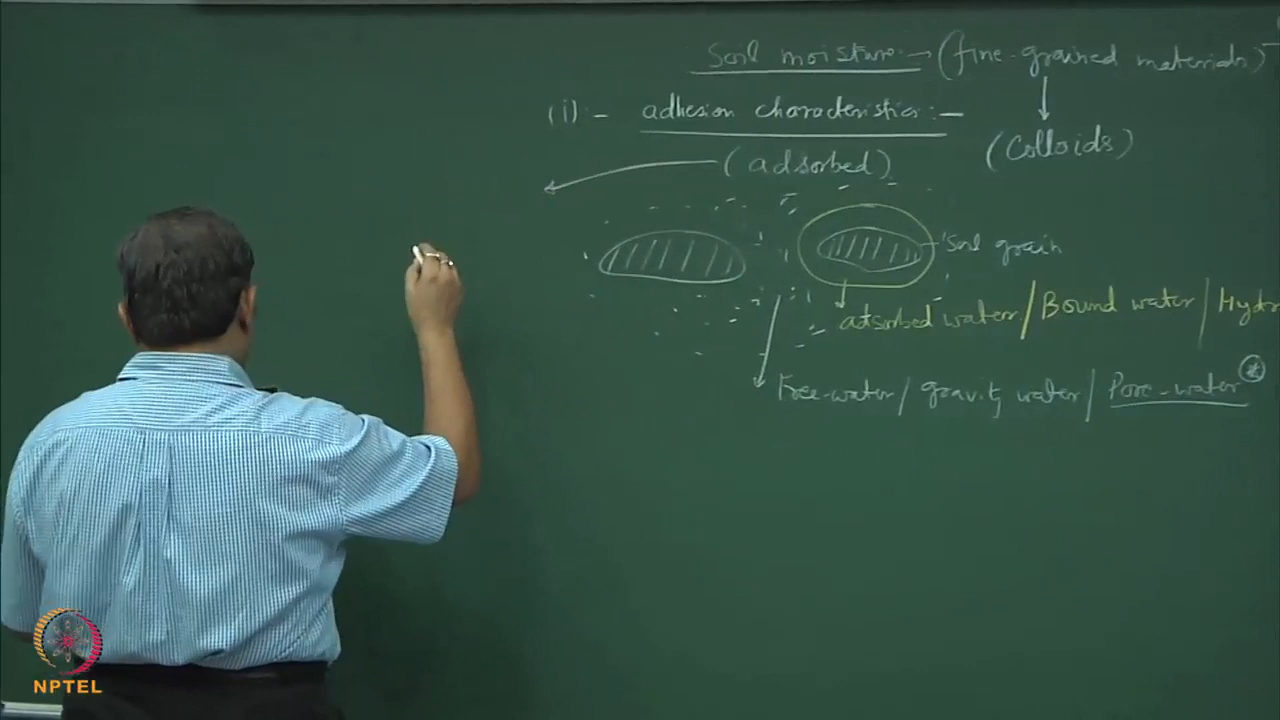 Soil moisture :- → (fine-grained materials)
(i) :- adhesion characteristics :-
(Colloids)
(adsorbed)
Soil grain
adsorbed water / Bound water / Hydr
Free-water / gravity water / Pore-water *
NPTEL